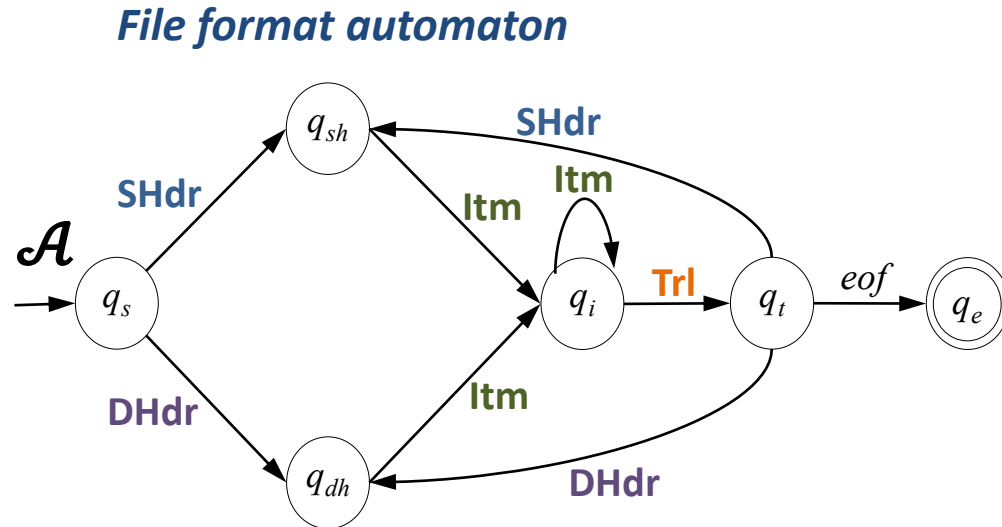 File format automaton
q_sh
SHdr
SHdr
Itm
Itm
𝓐
q_s
q_i
Trl
q_t
eof
q_e
DHdr
Itm
q_dh
DHdr